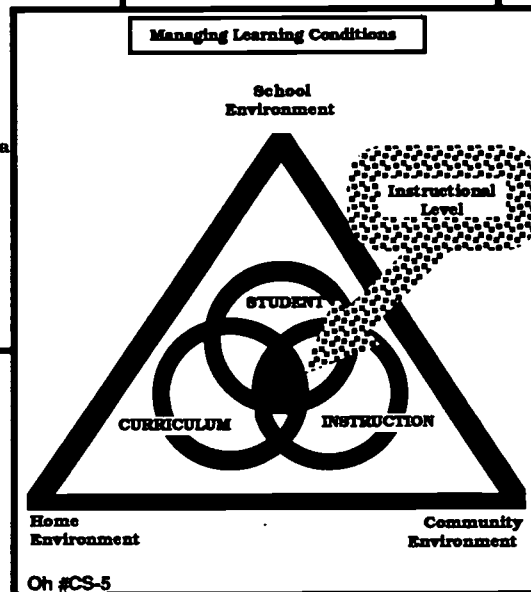 Managing Learning Conditions
School
Environment
a
Instructional
Level
STUDENT
CURRICULUM
INSTRUCTION
Home
Environment
Community
Environment
Oh #CS-5